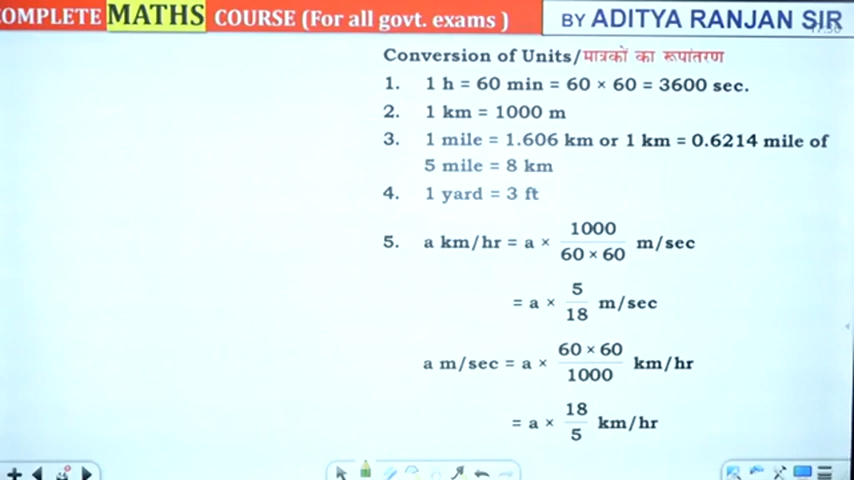 OMPLETE MATHS COURSE (For all govt. exams )
BY ADITYA RANJAN SIR
Conversion of Units/मात्रकों का रूपांतरण
1. 1 h = 60 min = 60 × 60 = 3600 sec.
2. 1 km = 1000 m
3. 1 mile = 1.606 km or 1 km = 0.6214 mile of
5 mile = 8 km
4. 1 yard = 3 ft
5. a km/hr = a × 1000 / 60 × 60 m/sec
= a × 5 / 18 m/sec
a m/sec = a × 60 × 60 / 1000 km/hr
= a × 18 / 5 km/hr